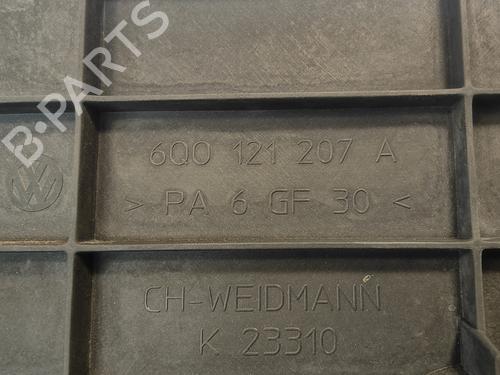 B-PARTS
6Q0 121 207 A
> PA 6 GF 30 <
CH-WEIDMANN
K 23310